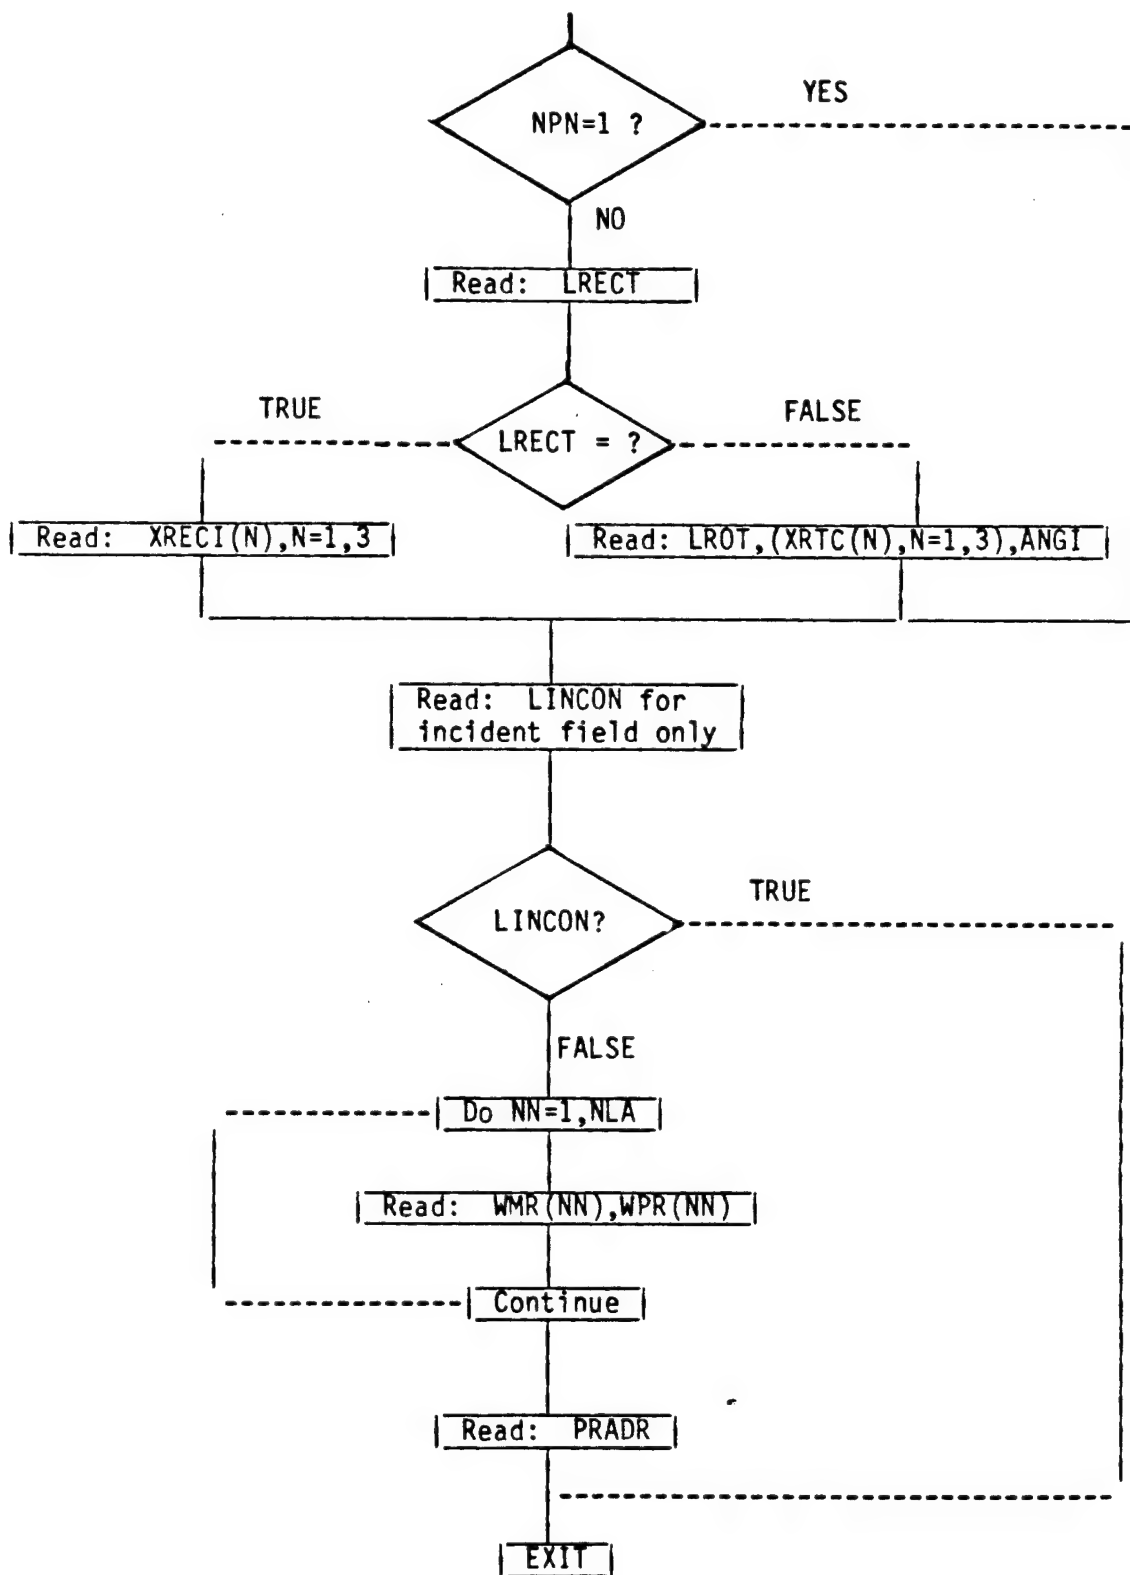 NPN=1 ?
YES
NO
Read: LRECT
TRUE
FALSE
LRECT = ?
Read: XRECI(N),N=1,3
Read: LROT,(XRTC(N),N=1,3),ANGI
Read: LINCON for
incident field only
LINCON?
TRUE
FALSE
Do NN=1,NLA
Read: WMR(NN),WPR(NN)
Continue
Read: PRADR
EXIT